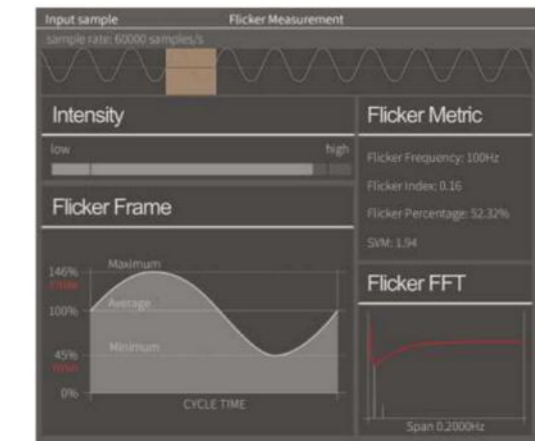 Input sample
Flicker Measurement
sample rate: 60000 samples/s
Intensity
low
high
Flicker Metric
Flicker Frequency: 100Hz
Flicker Index: 0.16
Flicker Percentage: 52.32%
SVM: 1.94
Flicker Frame
Maximum
146%
Average
100%
Minimum
45%
0%
CYCLE TIME
Flicker FFT
Span 0.2000Hz